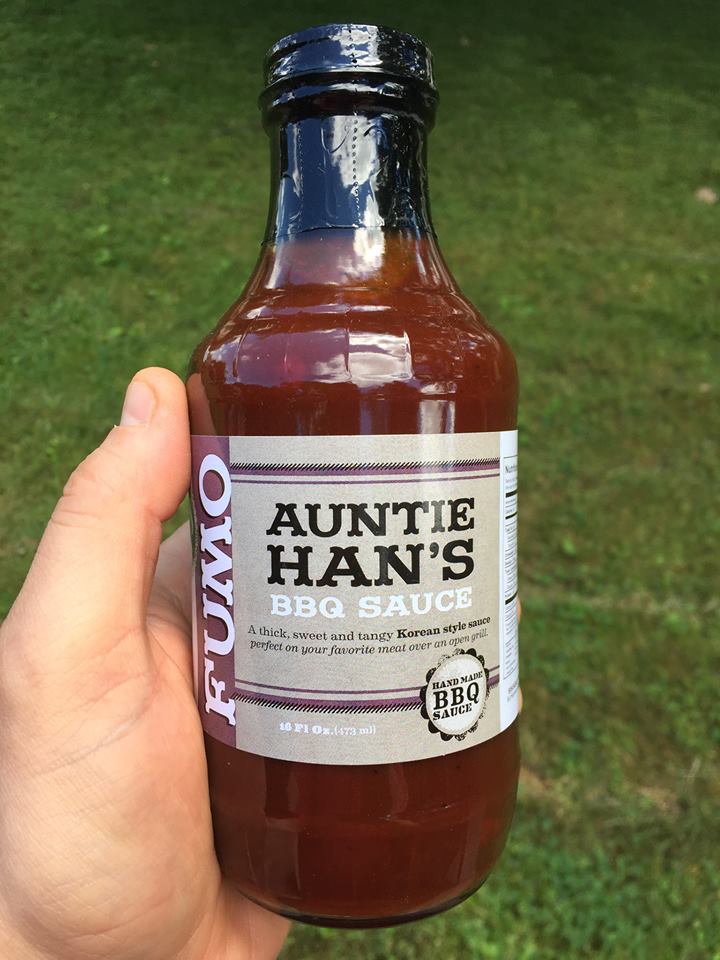 FUMO
AUNTIE
HAN'S
BBQ SAUCE
A thick, sweet and tangy Korean style sauce
perfect on your favorite meat over an open grill.
HAND MADE
BBQ
SAUCE
16 Fl Oz.(473 ml)